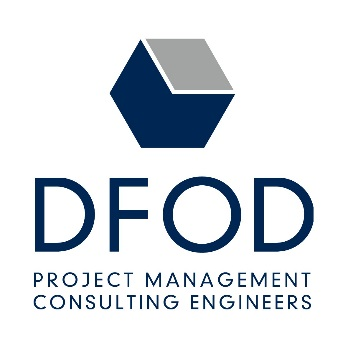 DFOD
PROJECT MANAGEMENT
CONSULTING ENGINEERS